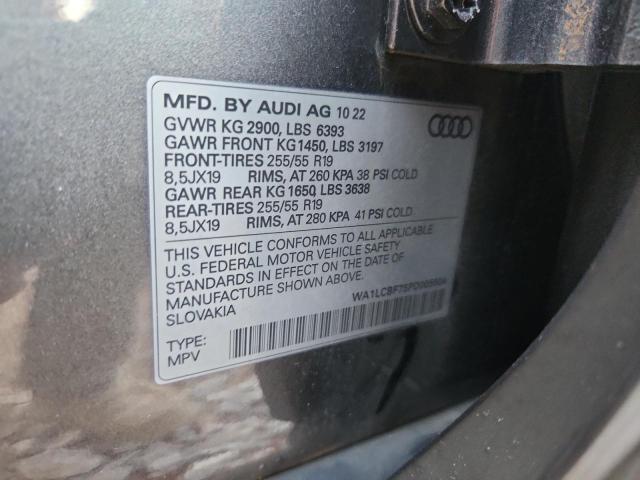 MFD. BY AUDI AG 10 22
GVWR KG 2900, LBS 6393
GAWR FRONT KG1450, LBS 3197
FRONT-TIRES 255/55 R19
8,5JX19 RIMS, AT 260 KPA 38 PSI COLD
GAWR REAR KG 1650, LBS 3638
REAR-TIRES 255/55 R19
8,5JX19 RIMS, AT 280 KPA 41 PSI COLD
THIS VEHICLE CONFORMS TO ALL APPLICABLE
U.S. FEDERAL MOTOR VEHICLE SAFETY
STANDARDS IN EFFECT ON THE DATE OF
MANUFACTURE SHOWN ABOVE.
SLOVAKIA
TYPE:
MPV